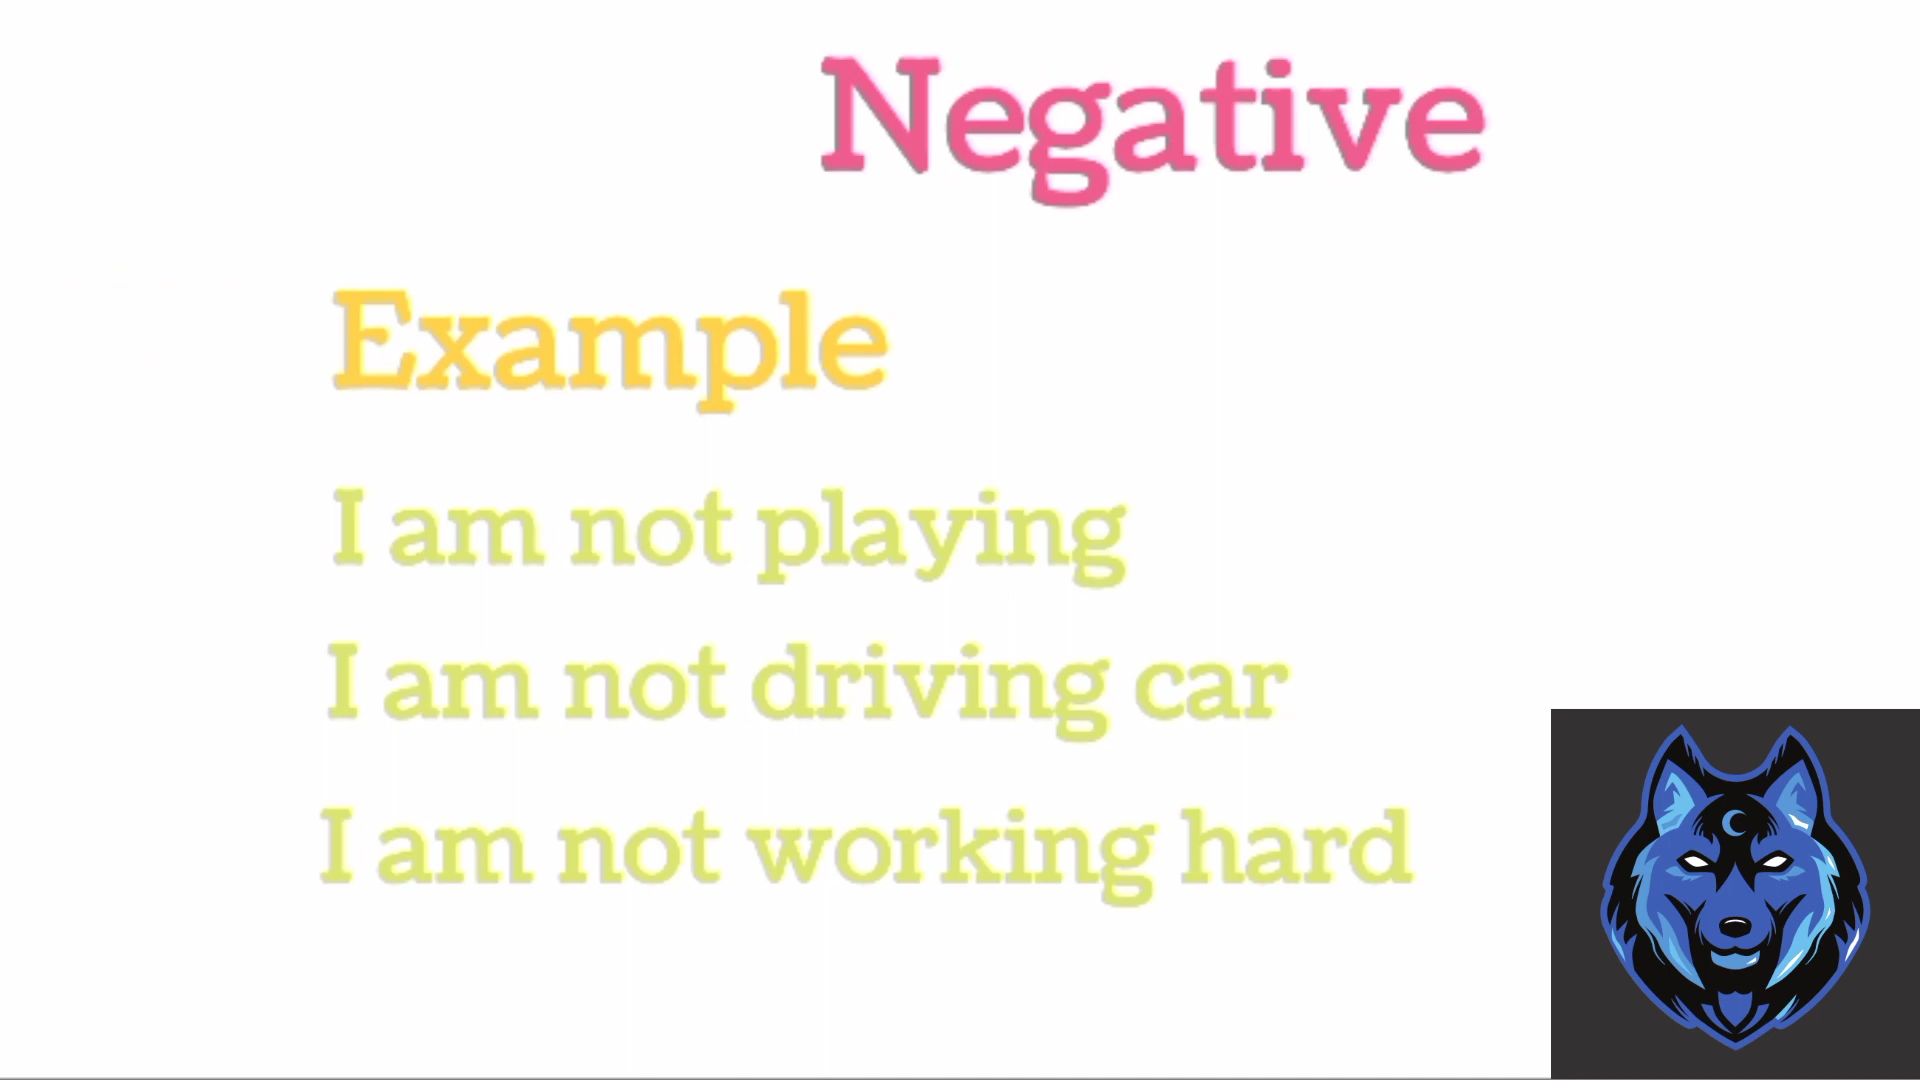 Negative
Example
I am not playing
I am not driving car
I am not working hard